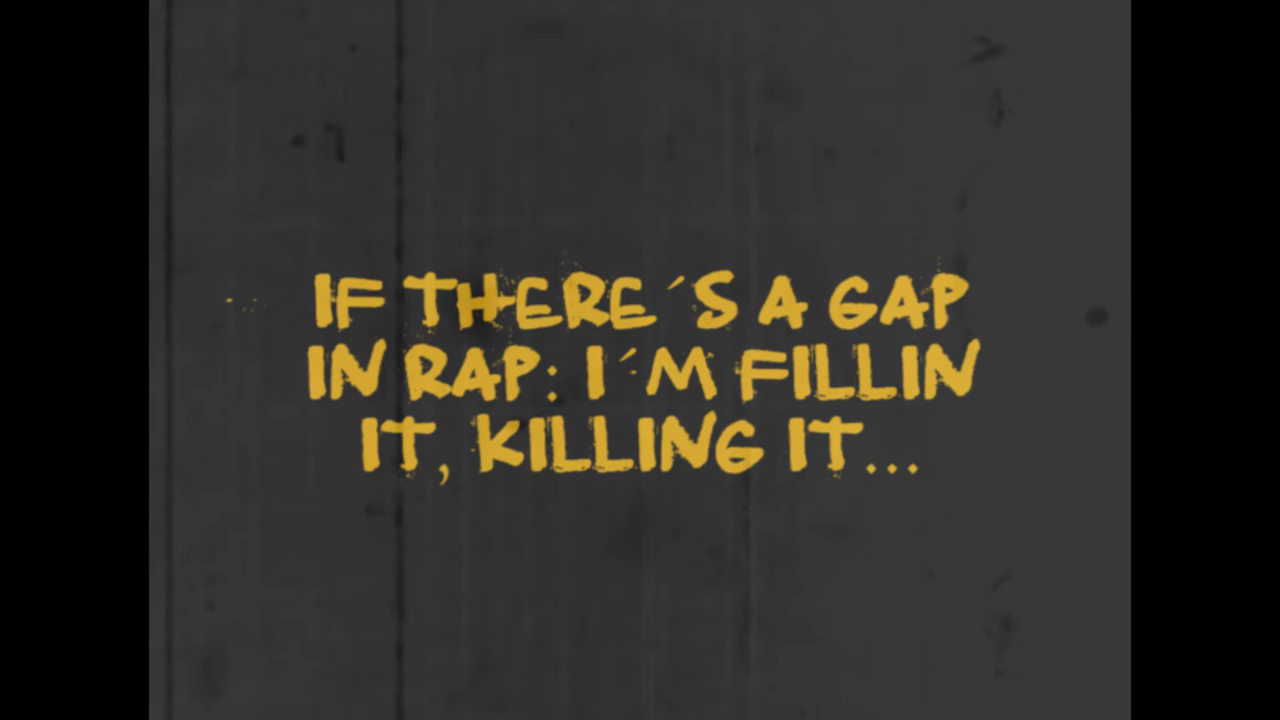 IF THERE´S A GAP
IN RAP: I´M FILLIN
IT, KILLING IT...